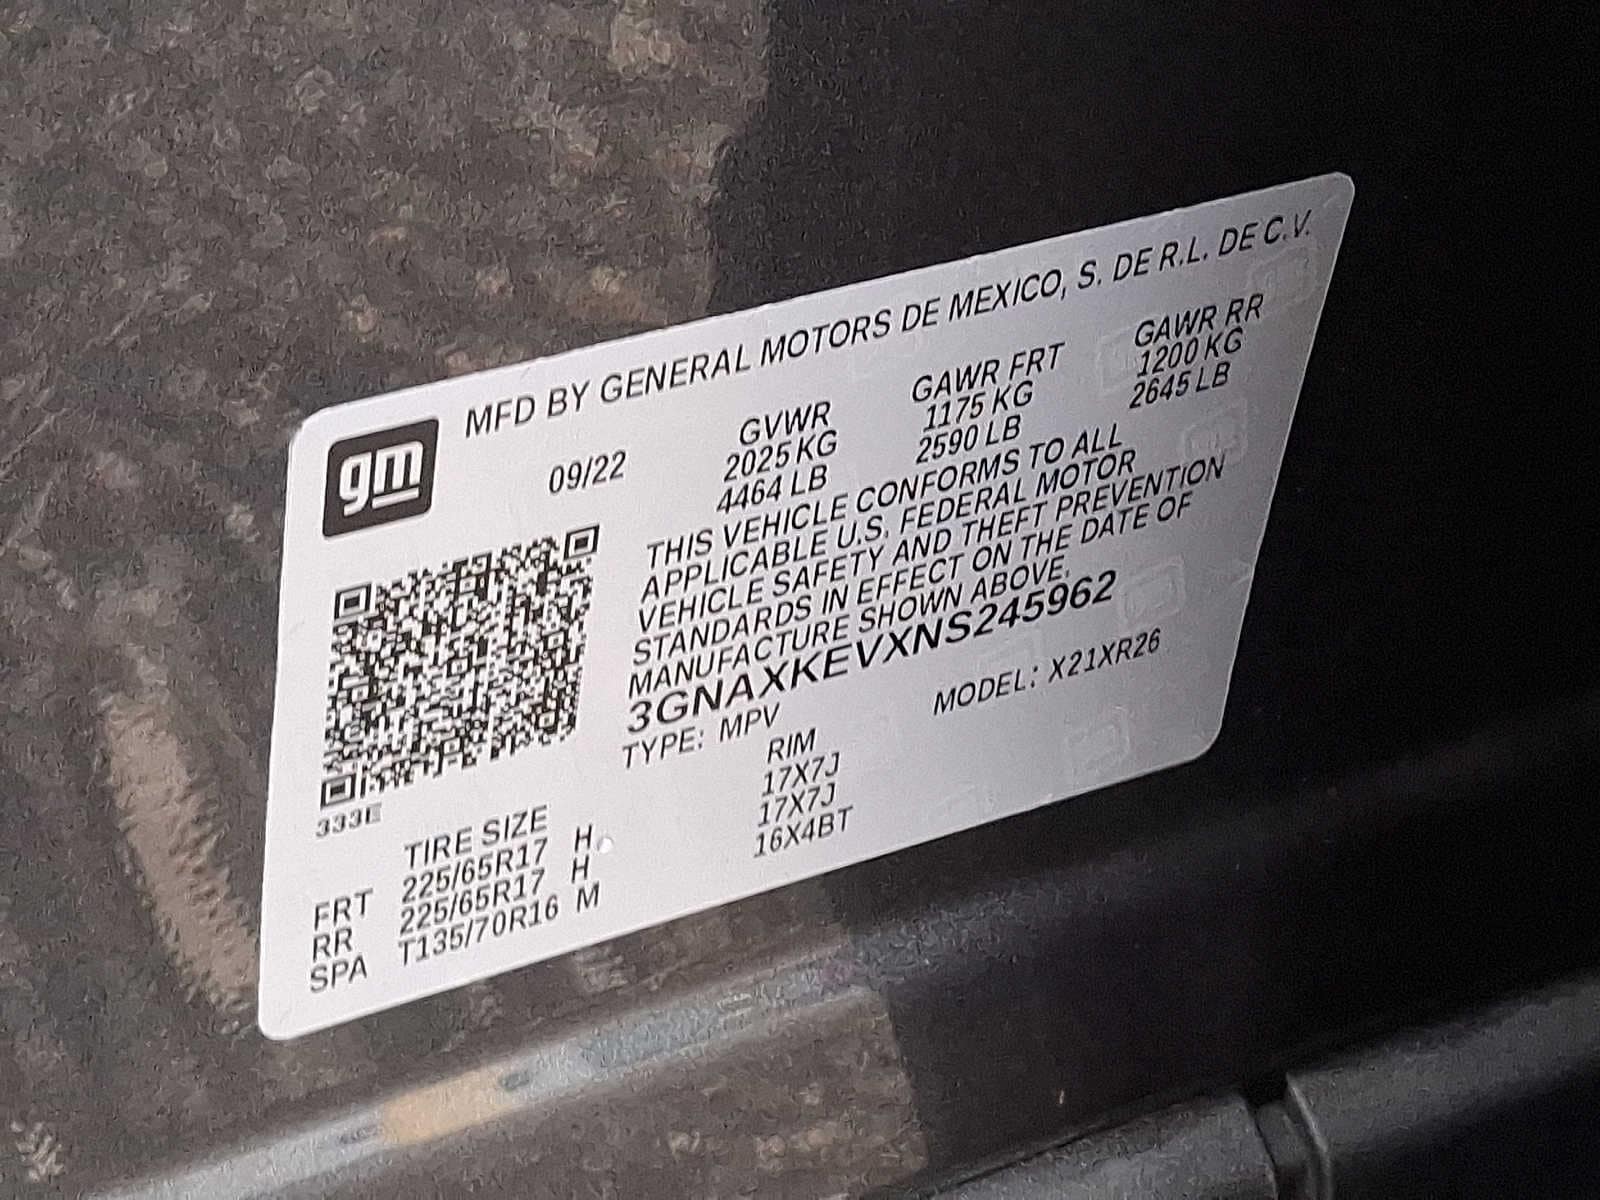 MFD BY GENERAL MOTORS DE MEXICO, S. DE R.L. DE C.V.
gm
09/22
GVWR GAWR FRT GAWR RR
2025 KG 1175 KG 1200 KG
4464 LB 2590 LB 2645 LB
THIS VEHICLE CONFORMS TO ALL
APPLICABLE U.S. FEDERAL MOTOR
VEHICLE SAFETY AND THEFT PREVENTION
STANDARDS IN EFFECT ON THE DATE OF
MANUFACTURE SHOWN ABOVE.
3GNAXKEVXNS245962
TYPE: MPV MODEL: X21XR26
333E
TIRE SIZE RIM
FRT 225/65R17 H 17X7J
RR 225/65R17 H 17X7J
SPA T135/70R16 M 16X4BT